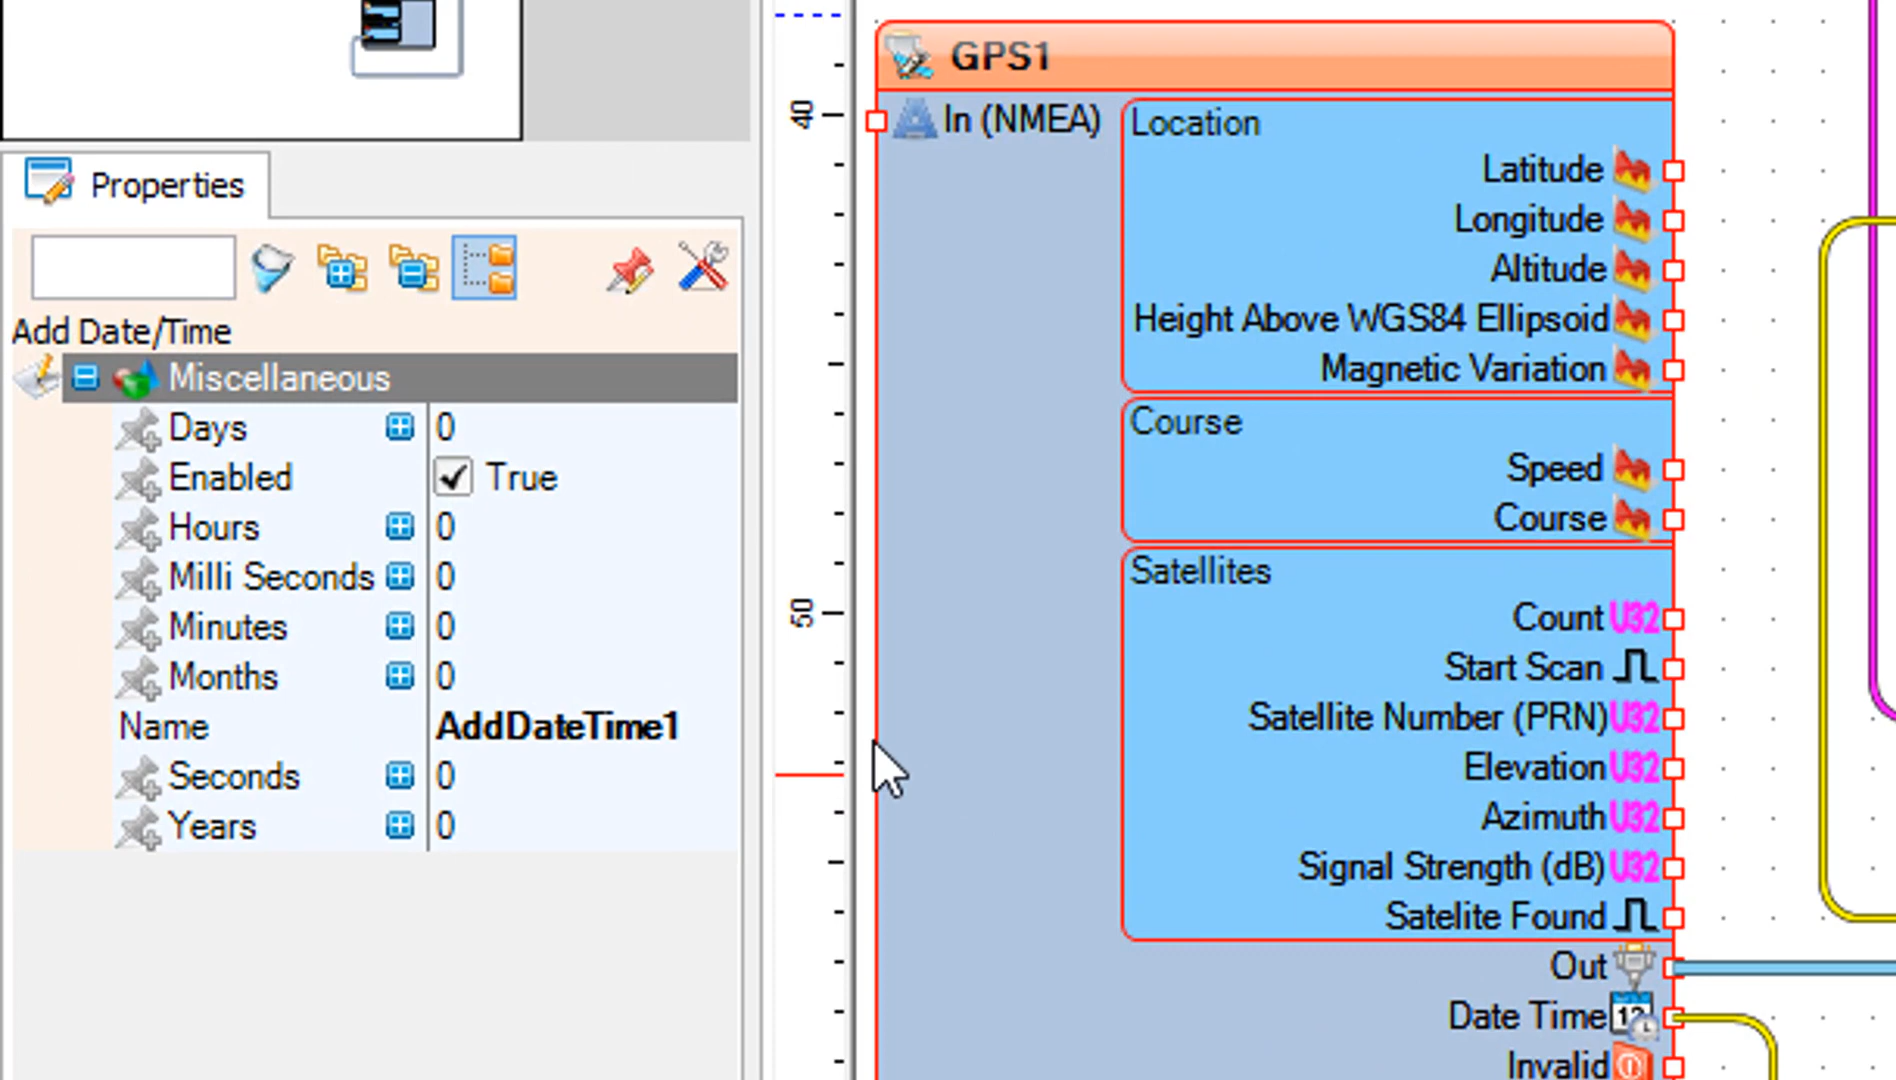 Properties
Add Date/Time
Miscellaneous
Days 0
Enabled True
Hours 0
Milli Seconds 0
Minutes 0
Months 0
Name AddDateTime1
Seconds 0
Years 0
40
50
GPS1
In (NMEA)
Location
Latitude
Longitude
Altitude
Height Above WGS84 Ellipsoid
Magnetic Variation
Course
Speed
Course
Satellites
Count U32
Start Scan
Satellite Number (PRN) U32
Elevation U32
Azimuth U32
Signal Strength (dB) U32
Satelite Found
Out
Date Time 12
Invalid